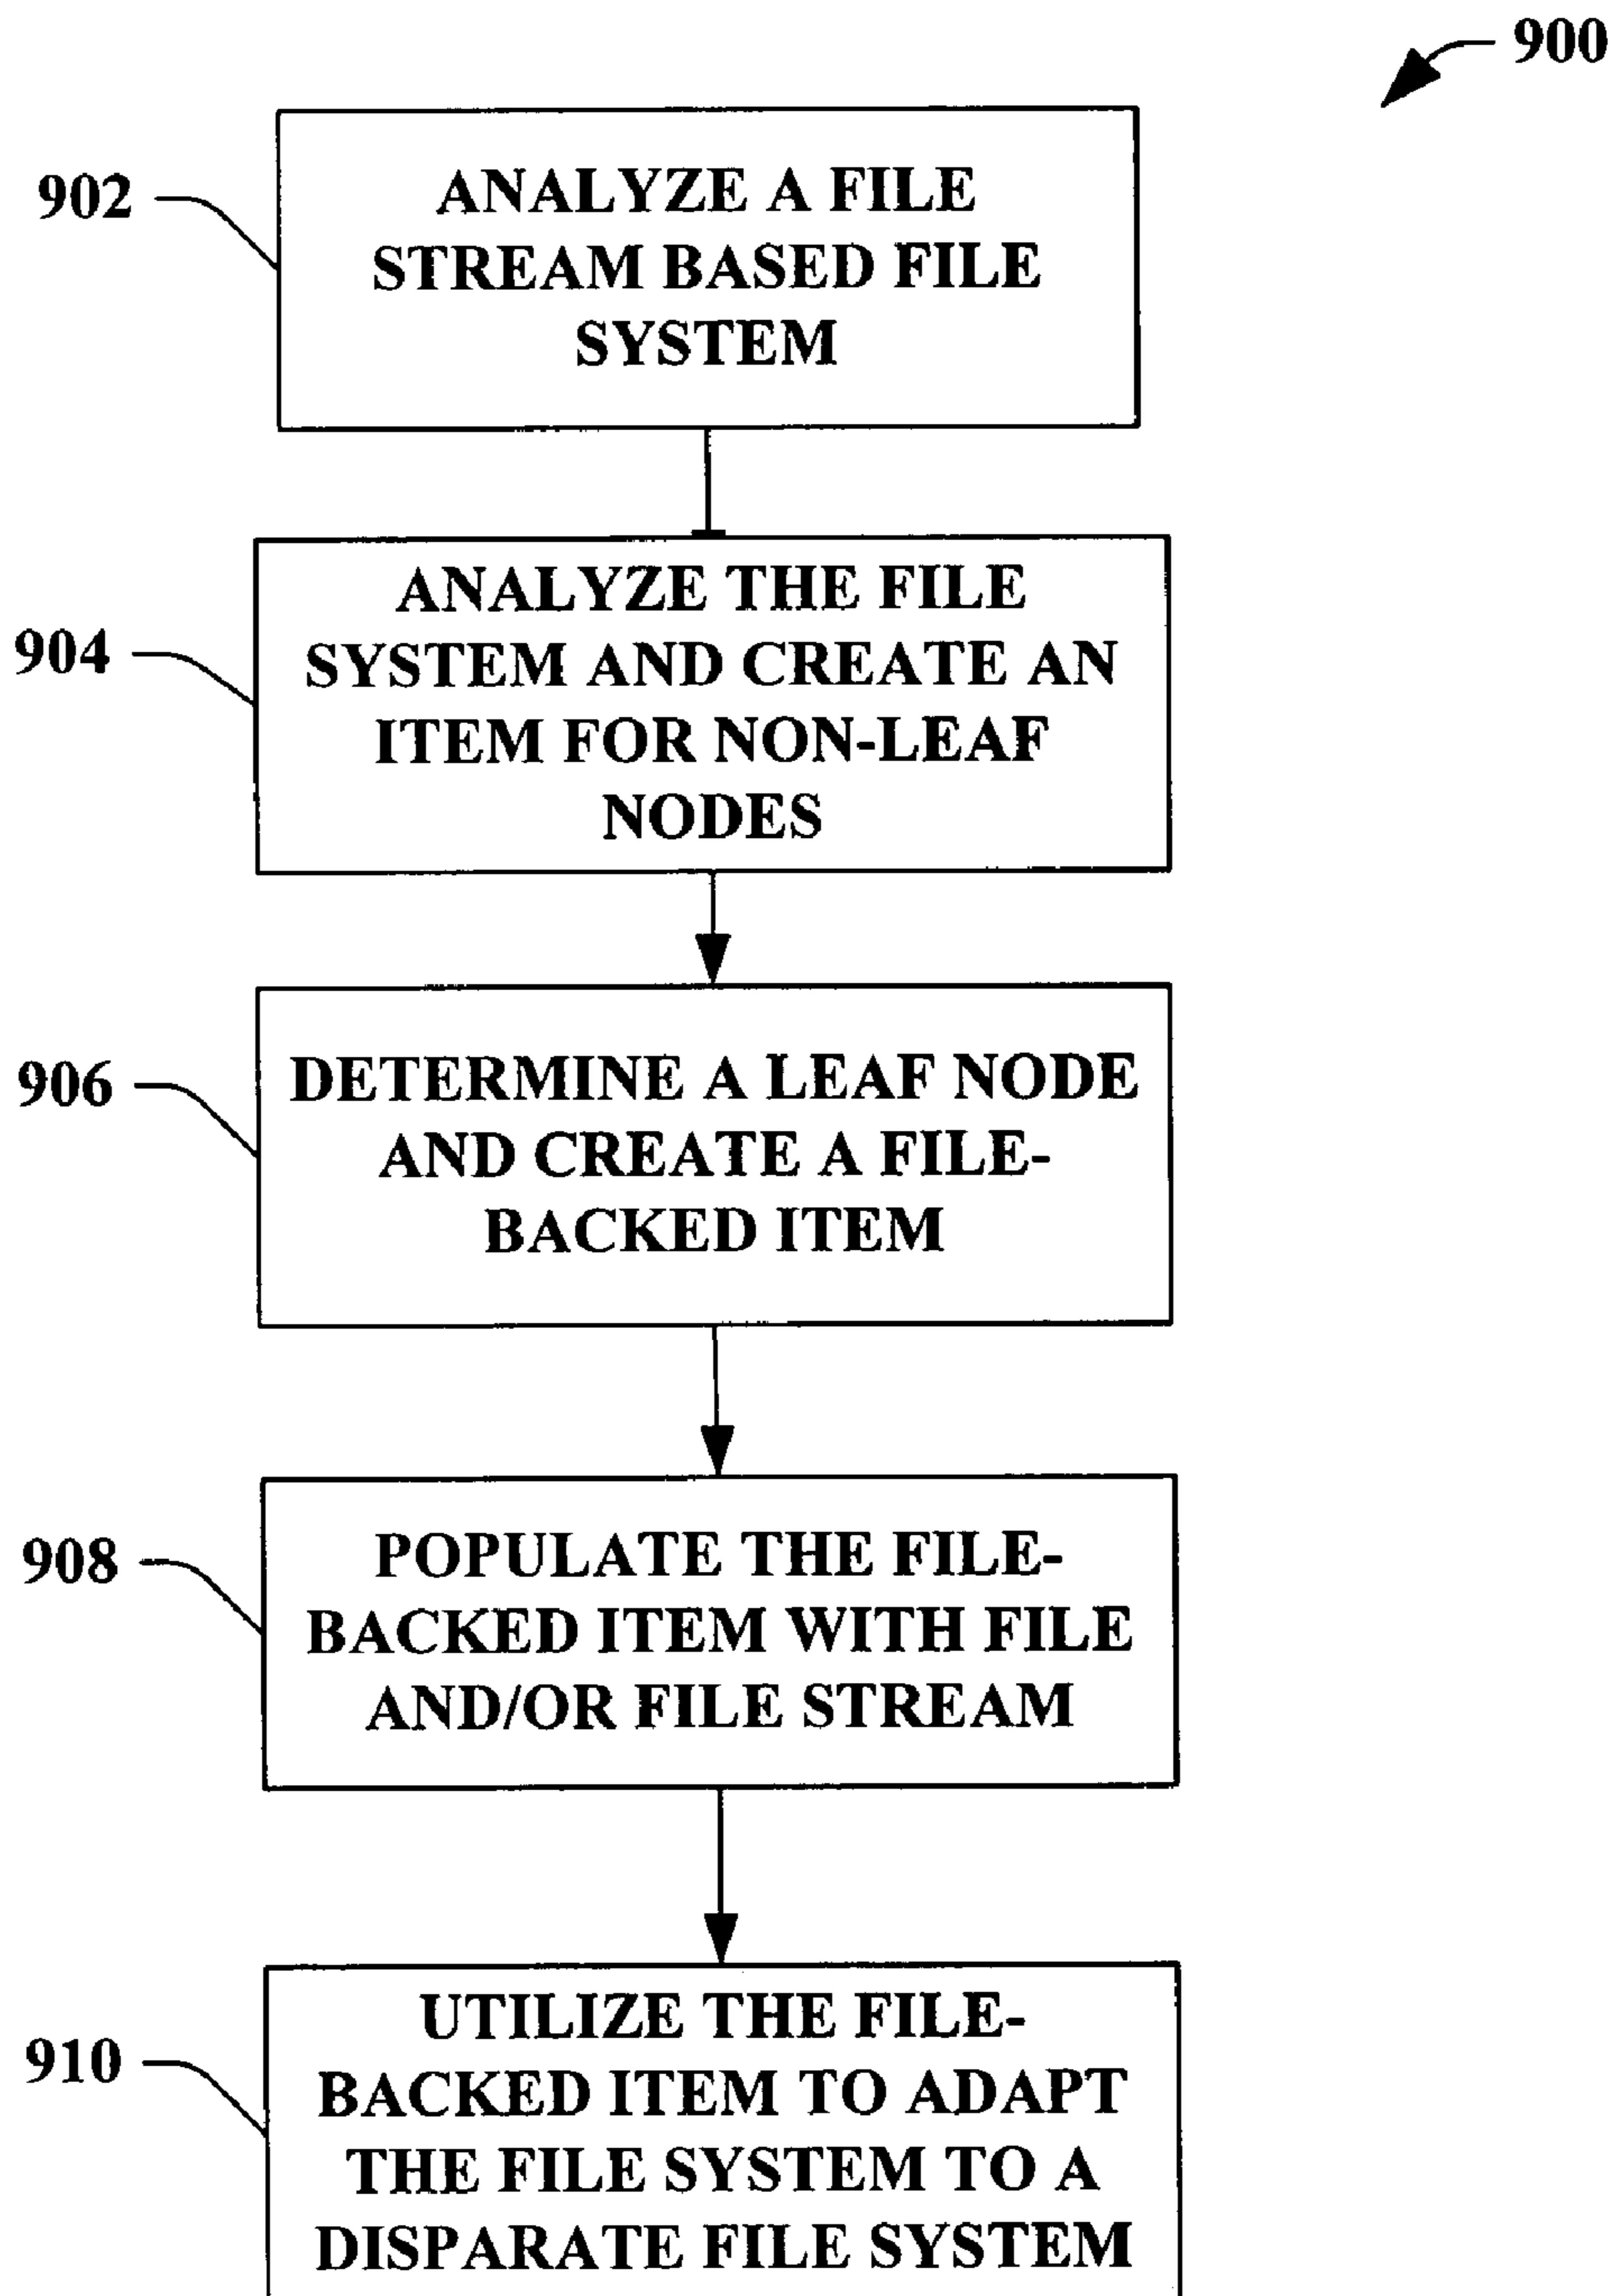 900
902
ANALYZE A FILE
STREAM BASED FILE
SYSTEM
904
ANALYZE THE FILE
SYSTEM AND CREATE AN
ITEM FOR NON-LEAF
NODES
906
DETERMINE A LEAF NODE
AND CREATE A FILE-
BACKED ITEM
908
POPULATE THE FILE-
BACKED ITEM WITH FILE
AND/OR FILE STREAM
910
UTILIZE THE FILE-
BACKED ITEM TO ADAPT
THE FILE SYSTEM TO A
DISPARATE FILE SYSTEM